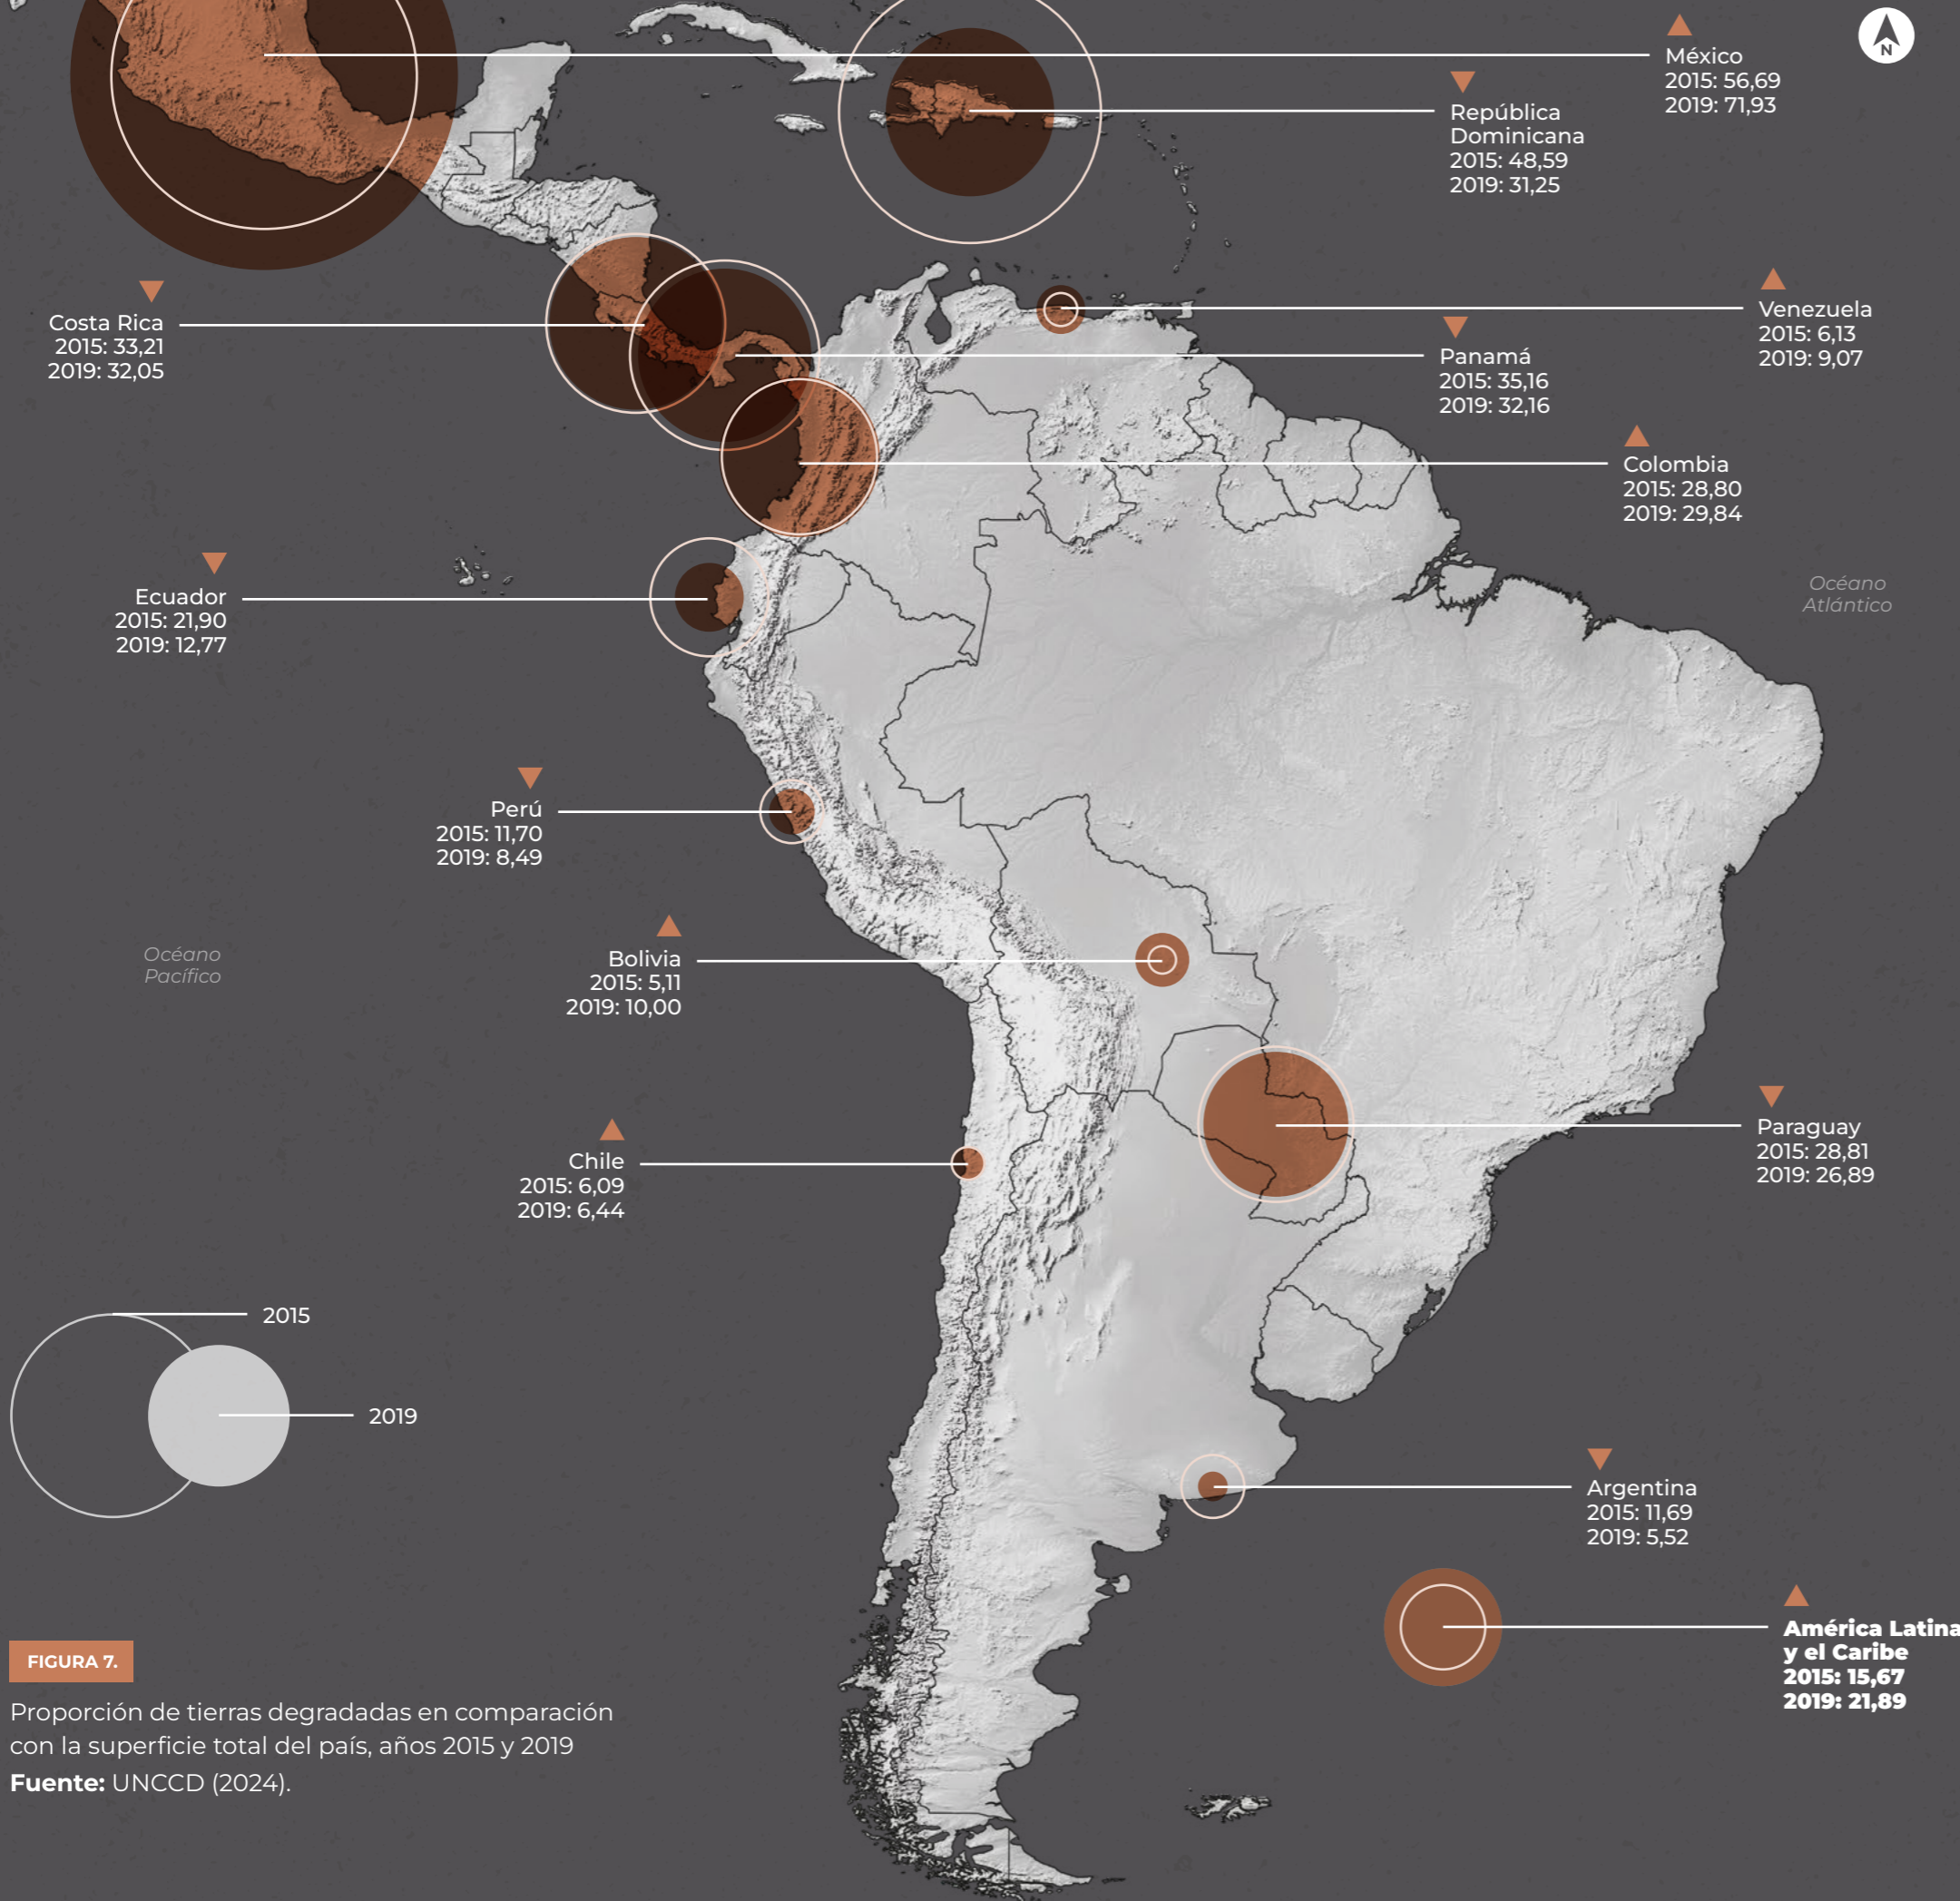 N
México
2015: 56,69
2019: 71,93
República
Dominicana
2015: 48,59
2019: 31,25
Costa Rica
2015: 33,21
2019: 32,05
Venezuela
2015: 6,13
2019: 9,07
Panamá
2015: 35,16
2019: 32,16
Colombia
2015: 28,80
2019: 29,84
Océano
Atlántico
Ecuador
2015: 21,90
2019: 12,77
Perú
2015: 11,70
2019: 8,49
Océano
Pacífico
Bolivia
2015: 5,11
2019: 10,00
Paraguay
2015: 28,81
2019: 26,89
Chile
2015: 6,09
2019: 6,44
2015
2019
Argentina
2015: 11,69
2019: 5,52
América Latina
y el Caribe
2015: 15,67
2019: 21,89
FIGURA 7.
Proporción de tierras degradadas en comparación
con la superficie total del país, años 2015 y 2019
Fuente: UNCCD (2024).